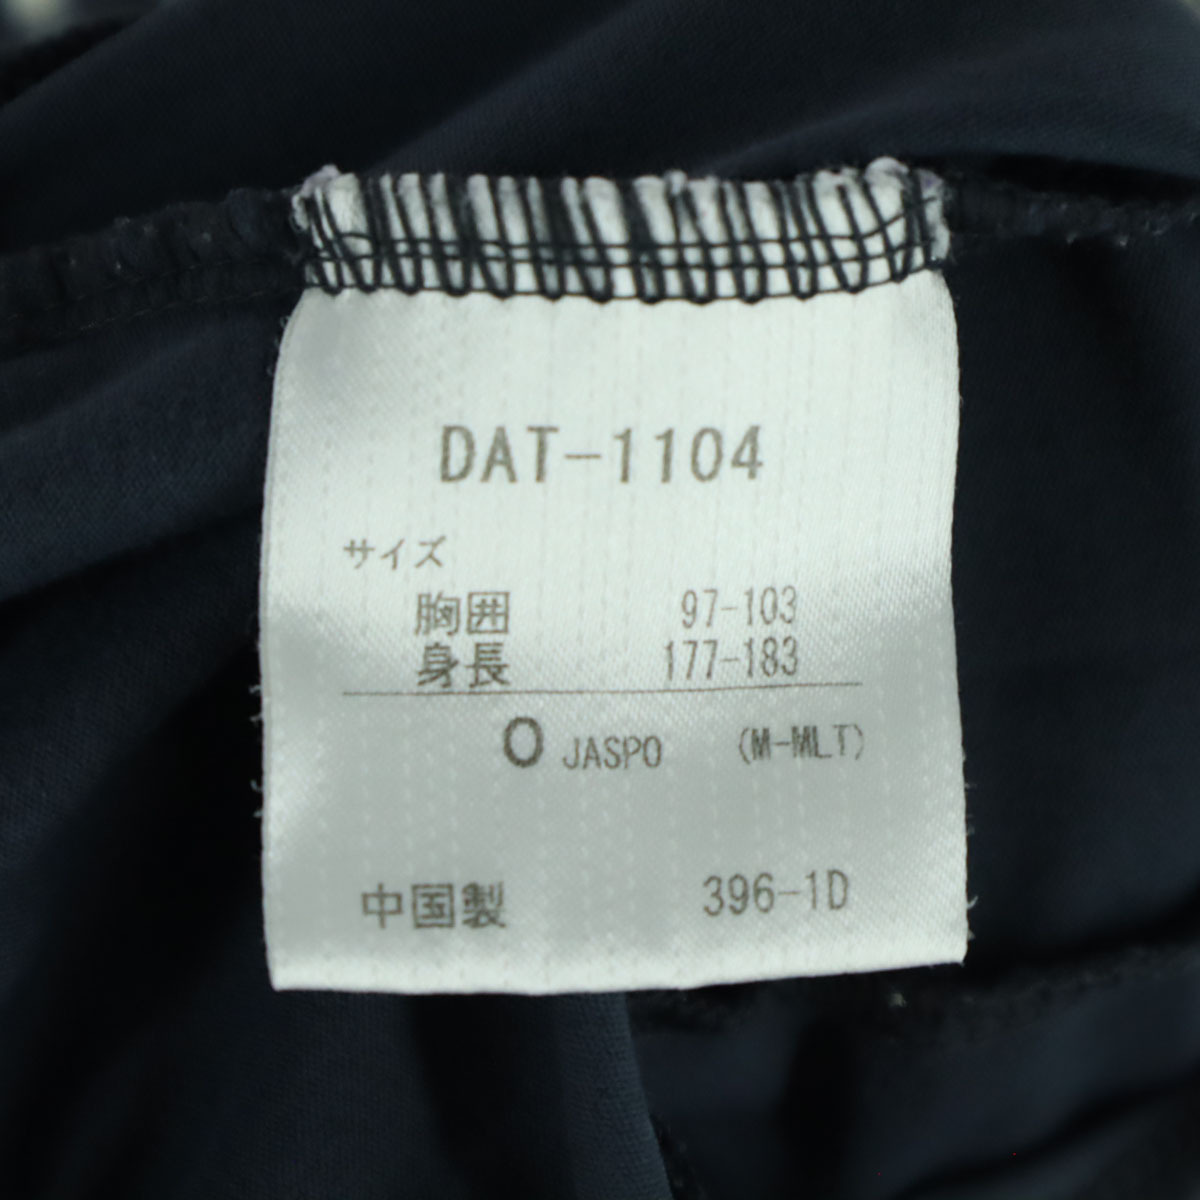 DAT-1104
サイズ
胸囲 97-103
身長 177-183
O JASPO (M-MLT)
中国製 396-1D